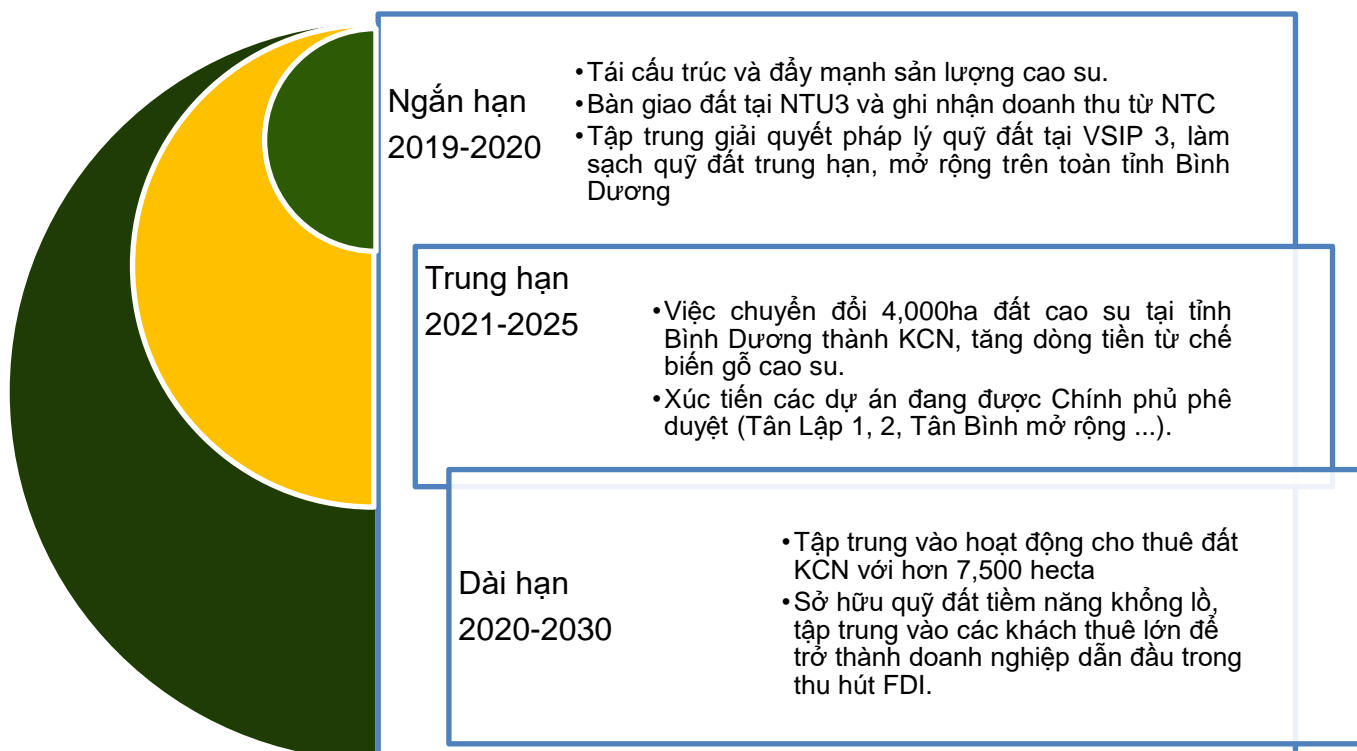 Ngắn hạn
2019-2020
•Tái cấu trúc và đẩy mạnh sản lượng cao su.
•Bàn giao đất tại NTU3 và ghi nhận doanh thu từ NTC
•Tập trung giải quyết pháp lý quỹ đất tại VSIP 3, làm
sạch quỹ đất trung hạn, mở rộng trên toàn tỉnh Bình
Dương
Trung hạn
2021-2025
•Việc chuyển đổi 4,000ha đất cao su tại tỉnh
Bình Dương thành KCN, tăng dòng tiền từ chế
biến gỗ cao su.
•Xúc tiến các dự án đang được Chính phủ phê
duyệt (Tân Lập 1, 2, Tân Bình mở rộng ...).
Dài hạn
2020-2030
•Tập trung vào hoạt động cho thuê đất
KCN với hơn 7,500 hecta
•Sở hữu quỹ đất tiềm năng khổng lồ,
tập trung vào các khách thuê lớn để
trở thành doanh nghiệp dẫn đầu trong
thu hút FDI.